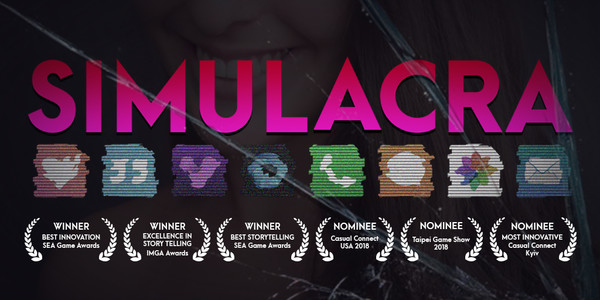 SIMULACRA
WINNER
BEST INNOVATION
SEA Game Awards
WINNER
EXCELLENCE IN
STORY TELLING
IMGA Awards
WINNER
BEST STORYTELLING
SEA Game Awards
NOMINEE
Casual Connect
USA 2018
NOMINEE
Taipei Game Show
2018
NOMINEE
MOST INNOVATIVE
Casual Connect
Kyiv